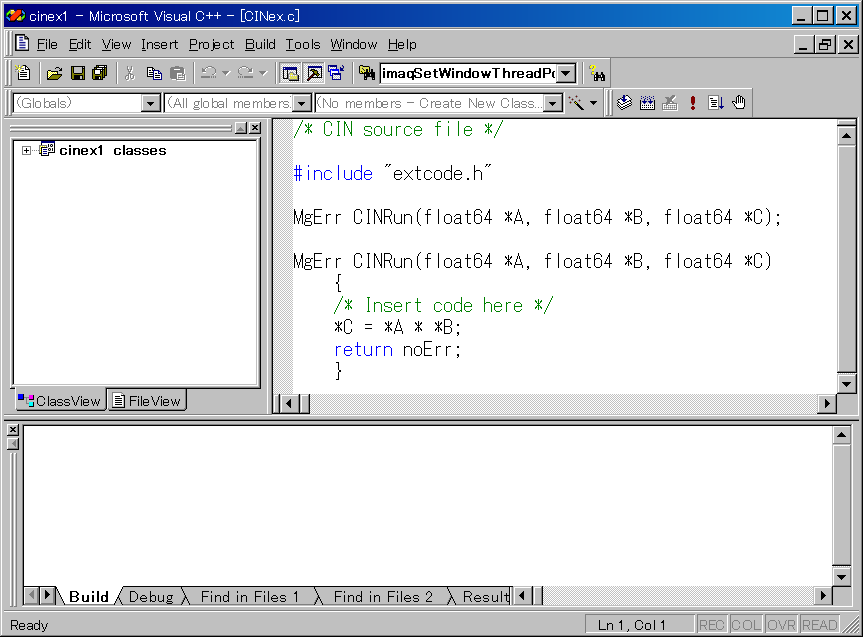 cinex1 - Microsoft Visual C++ - [CINex.c]
File Edit View Insert Project Build Tools Window Help
imaqSetWindowThreadPo
(Globals) (All global members (No members - Create New Class...
cinex1 classes
ClassView FileView
/* CIN source file */
#include "extcode.h"
MgErr CINRun(float64 *A, float64 *B, float64 *C);
MgErr CINRun(float64 *A, float64 *B, float64 *C)
{
/* Insert code here */
*C = *A * *B;
return noErr;
}
Build Debug Find in Files 1 Find in Files 2 Result
Ready Ln 1, Col 1 REC COL OVR READ